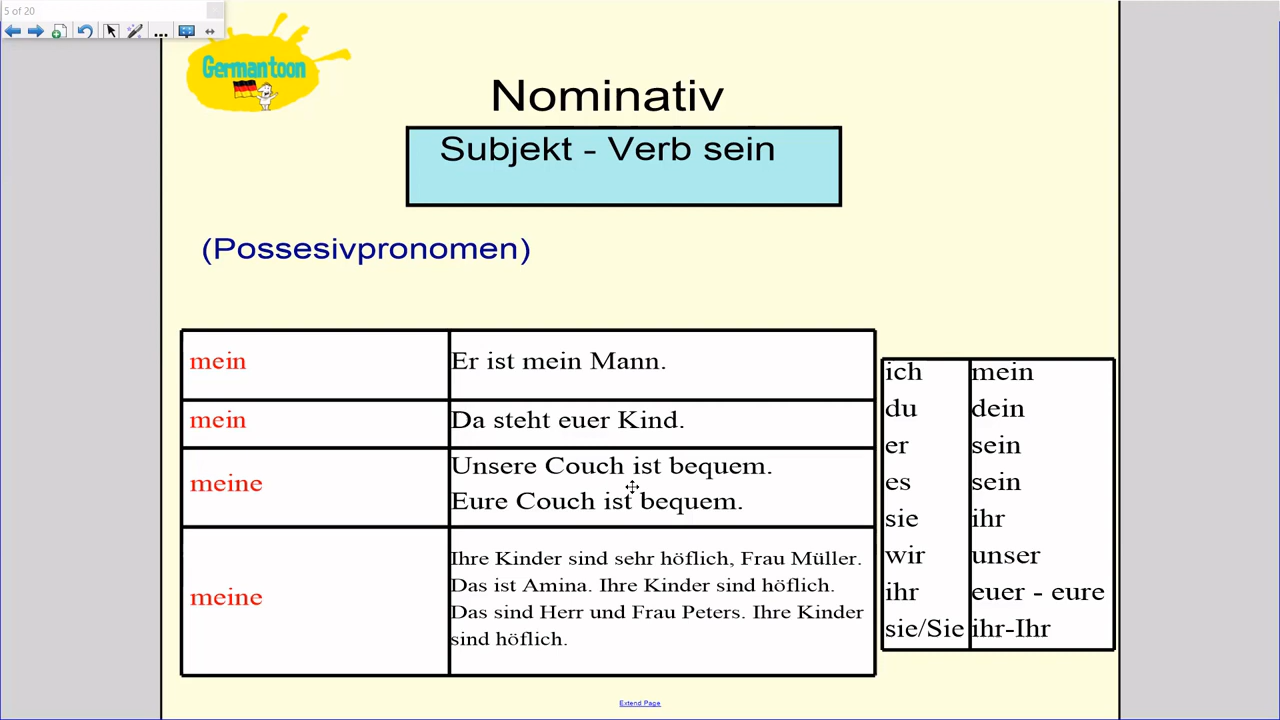 5 of 20
Germantoon
Nominativ
Subjekt - Verb sein
(Possesivpronomen)
mein
Er ist mein Mann.
mein
Da steht euer Kind.
meine
Unsere Couch ist bequem.
Eure Couch ist bequem.
meine
Ihre Kinder sind sehr höflich, Frau Müller.
Das ist Amina. Ihre Kinder sind höflich.
Das sind Herr und Frau Peters. Ihre Kinder
sind höflich.
ich mein
du dein
er sein
es sein
sie ihr
wir unser
ihr euer - eure
sie/Sie ihr-Ihr
Extend Page